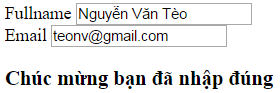 Fullname Nguyễn Văn Tèo
Email teonv@gmail.com
Chúc mừng bạn đã nhập đúng